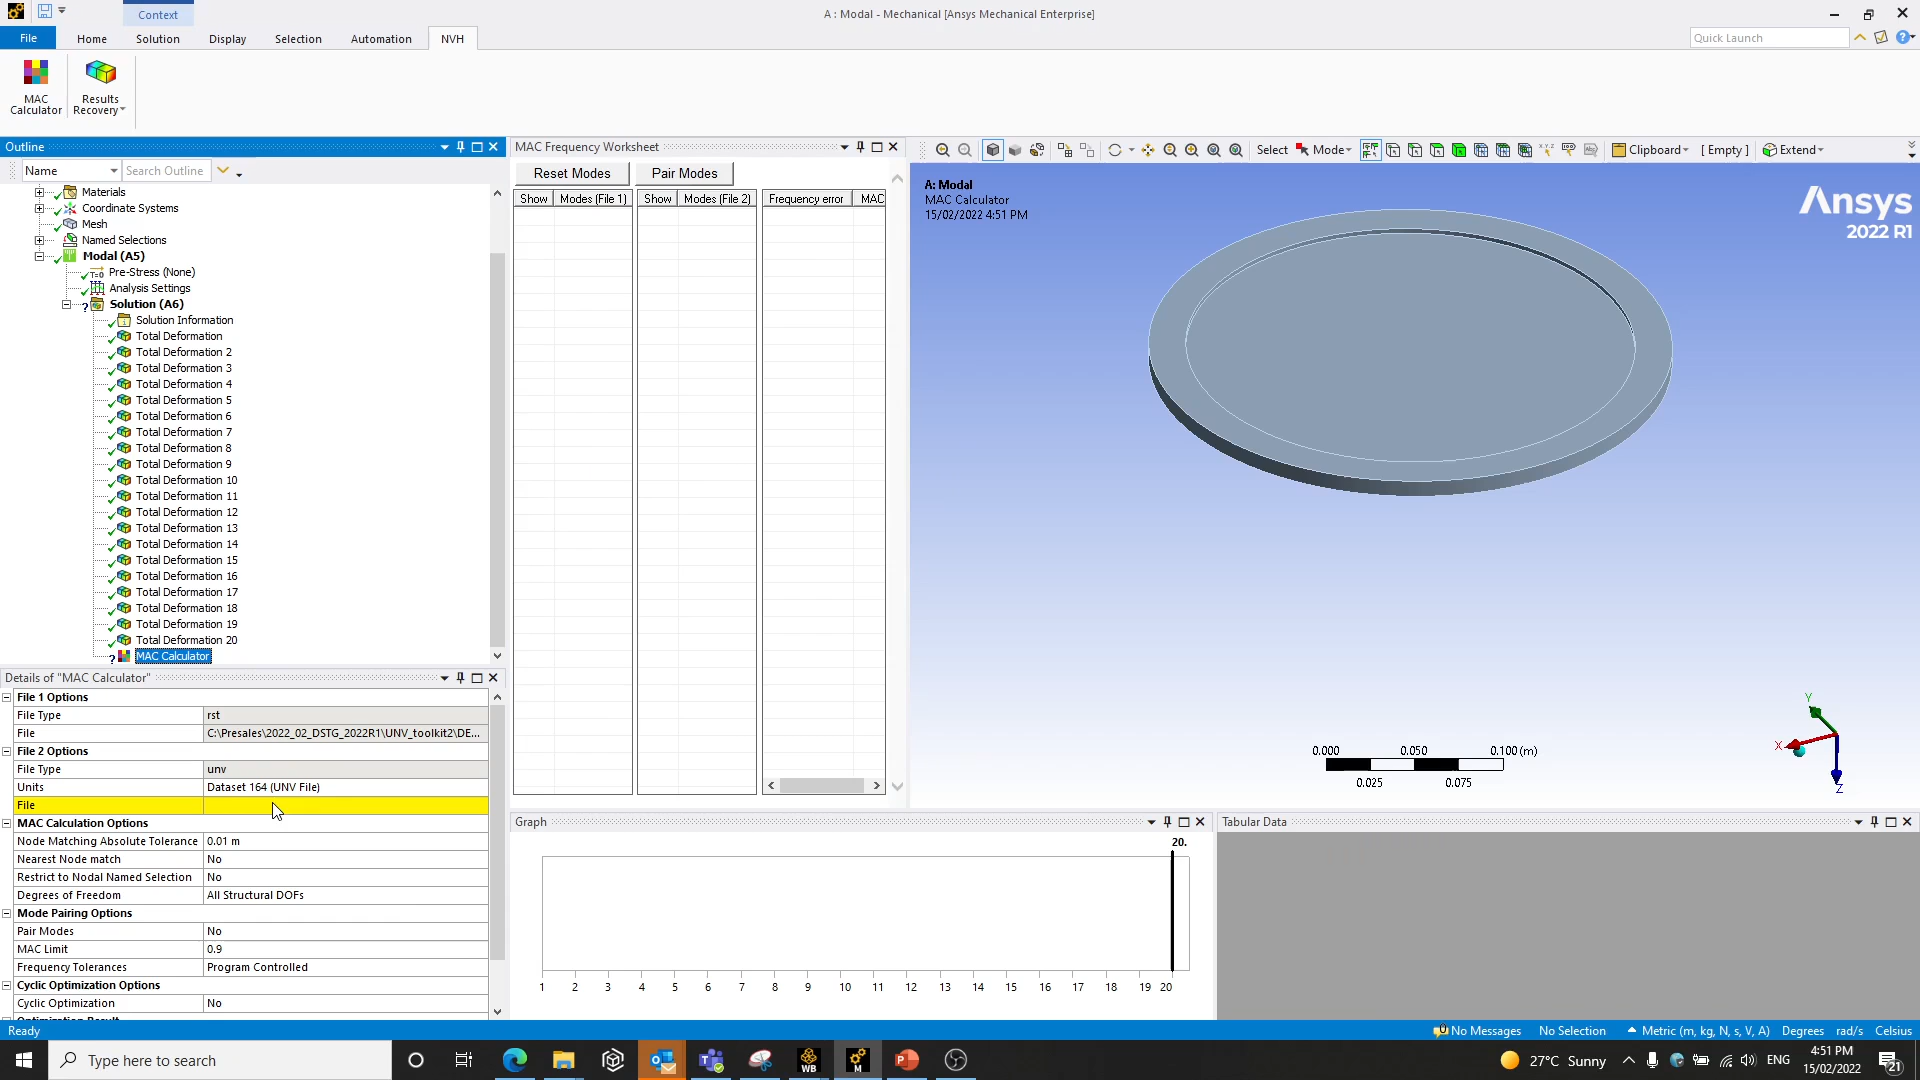 Context
A : Modal - Mechanical [Ansys Mechanical Enterprise]
File
Home
Solution
Display
Selection
Automation
NVH
Quick Launch
MAC
Calculator
Results
Recovery
Outline
Name
Search Outline
Materials
Coordinate Systems
Mesh
Named Selections
Modal (A5)
Pre-Stress (None)
Analysis Settings
Solution (A6)
Solution Information
Total Deformation
Total Deformation 2
Total Deformation 3
Total Deformation 4
Total Deformation 5
Total Deformation 6
Total Deformation 7
Total Deformation 8
Total Deformation 9
Total Deformation 10
Total Deformation 11
Total Deformation 12
Total Deformation 13
Total Deformation 14
Total Deformation 15
Total Deformation 16
Total Deformation 17
Total Deformation 18
Total Deformation 19
Total Deformation 20
MAC Calculator
Details of "MAC Calculator"
File 1 Options
File Type rst
File C:\Presales\2022_02_DSTG_2022R1\UNV_toolkit2\DE...
File 2 Options
File Type unv
Units Dataset 164 (UNV File)
File
MAC Calculation Options
Node Matching Absolute Tolerance 0.01 m
Nearest Node match No
Restrict to Nodal Named Selection No
Degrees of Freedom All Structural DOFs
Mode Pairing Options
Pair Modes No
MAC Limit 0.9
Frequency Tolerances Program Controlled
Cyclic Optimization Options
Cyclic Optimization No
MAC Frequency Worksheet
Reset Modes
Pair Modes
Show Modes (File 1) Show Modes (File 2) Frequency error MAC
Select Mode Clipboard [ Empty ] Extend
A: Modal
MAC Calculator
15/02/2022 4:51 PM
Ansys
2022 R1
Y
X
Z
0.000 0.050 0.100 (m)
0.025 0.075
Graph
20.
1 2 3 4 5 6 7 8 9 10 11 12 13 14 15 16 17 18 19 20
Tabular Data
Ready
No Messages No Selection Metric (m, kg, N, s, V, A) Degrees rad/s Celsius
Type here to search
WB
M
27°C Sunny
ENG
4:51 PM
15/02/2022
21